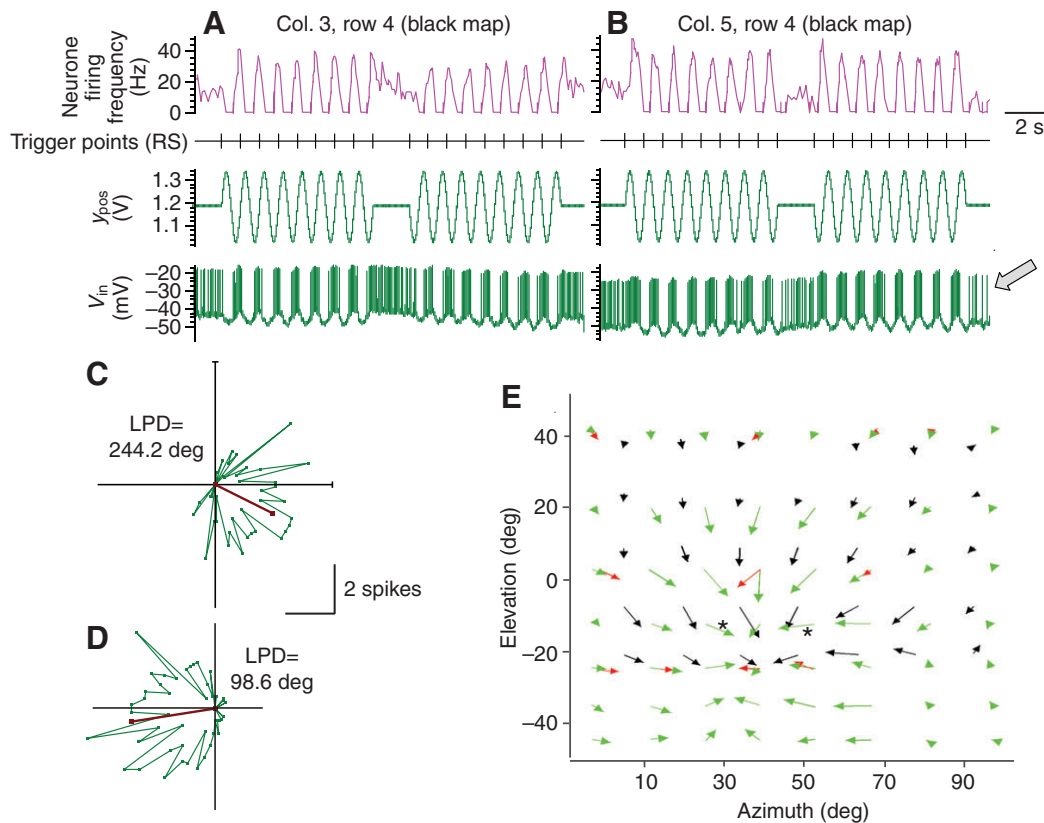 A
Col. 3, row 4 (black map)
B
Col. 5, row 4 (black map)
Neurone
firing
frequency
(Hz)
40
20
0
2 s
Trigger points (RS)
ypos
(V)
1.3
1.2
1.1
Vin
(mV)
−20
−30
−40
−50
C
LPD=
244.2 deg
2 spikes
D
LPD=
98.6 deg
E
Elevation (deg)
40
20
0
−20
−40
*
*
10
30
50
70
90
Azimuth (deg)